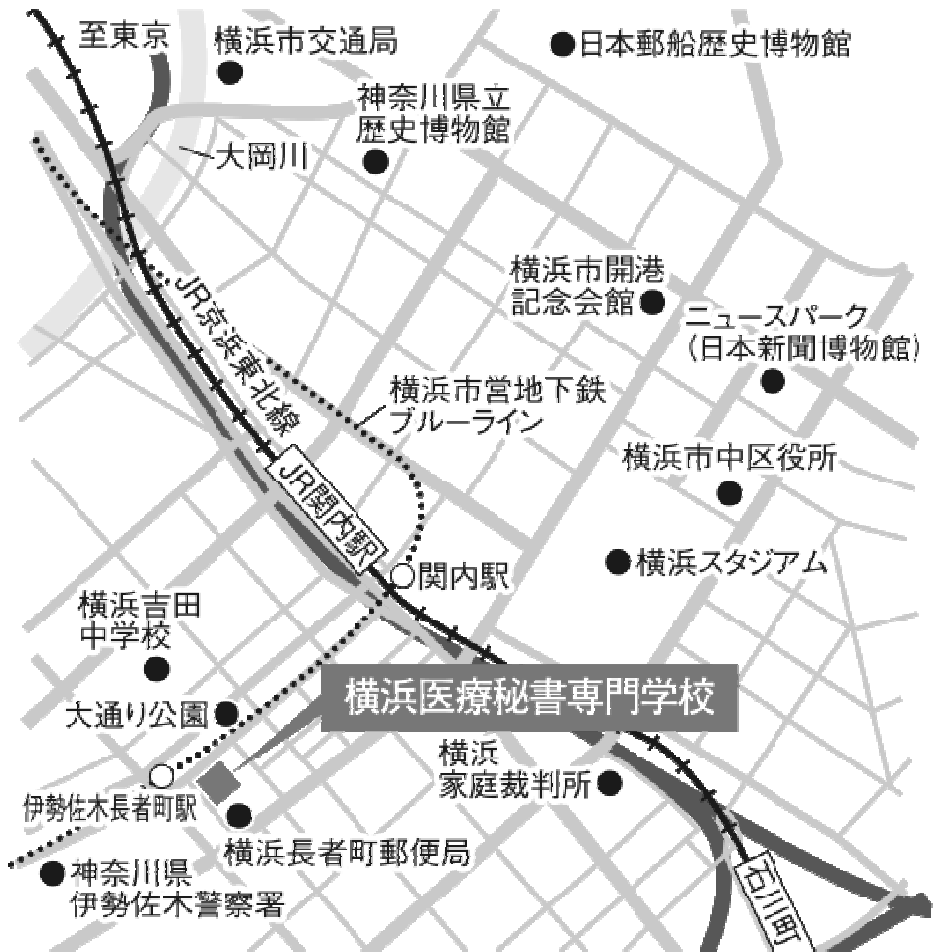 至東京
横浜市交通局
日本郵船歴史博物館
神奈川県立
歴史博物館
大岡川
横浜市開港
記念会館
ニュースパーク
(日本新聞博物館)
JR京浜東北線
横浜市営地下鉄
ブルーライン
横浜市中区役所
JR関内駅
横浜スタジアム
関内駅
横浜吉田
中学校
横浜医療秘書専門学校
大通り公園
横浜
家庭裁判所
伊勢佐木長者町駅
横浜長者町郵便局
神奈川県
伊勢佐木警察署
石川町